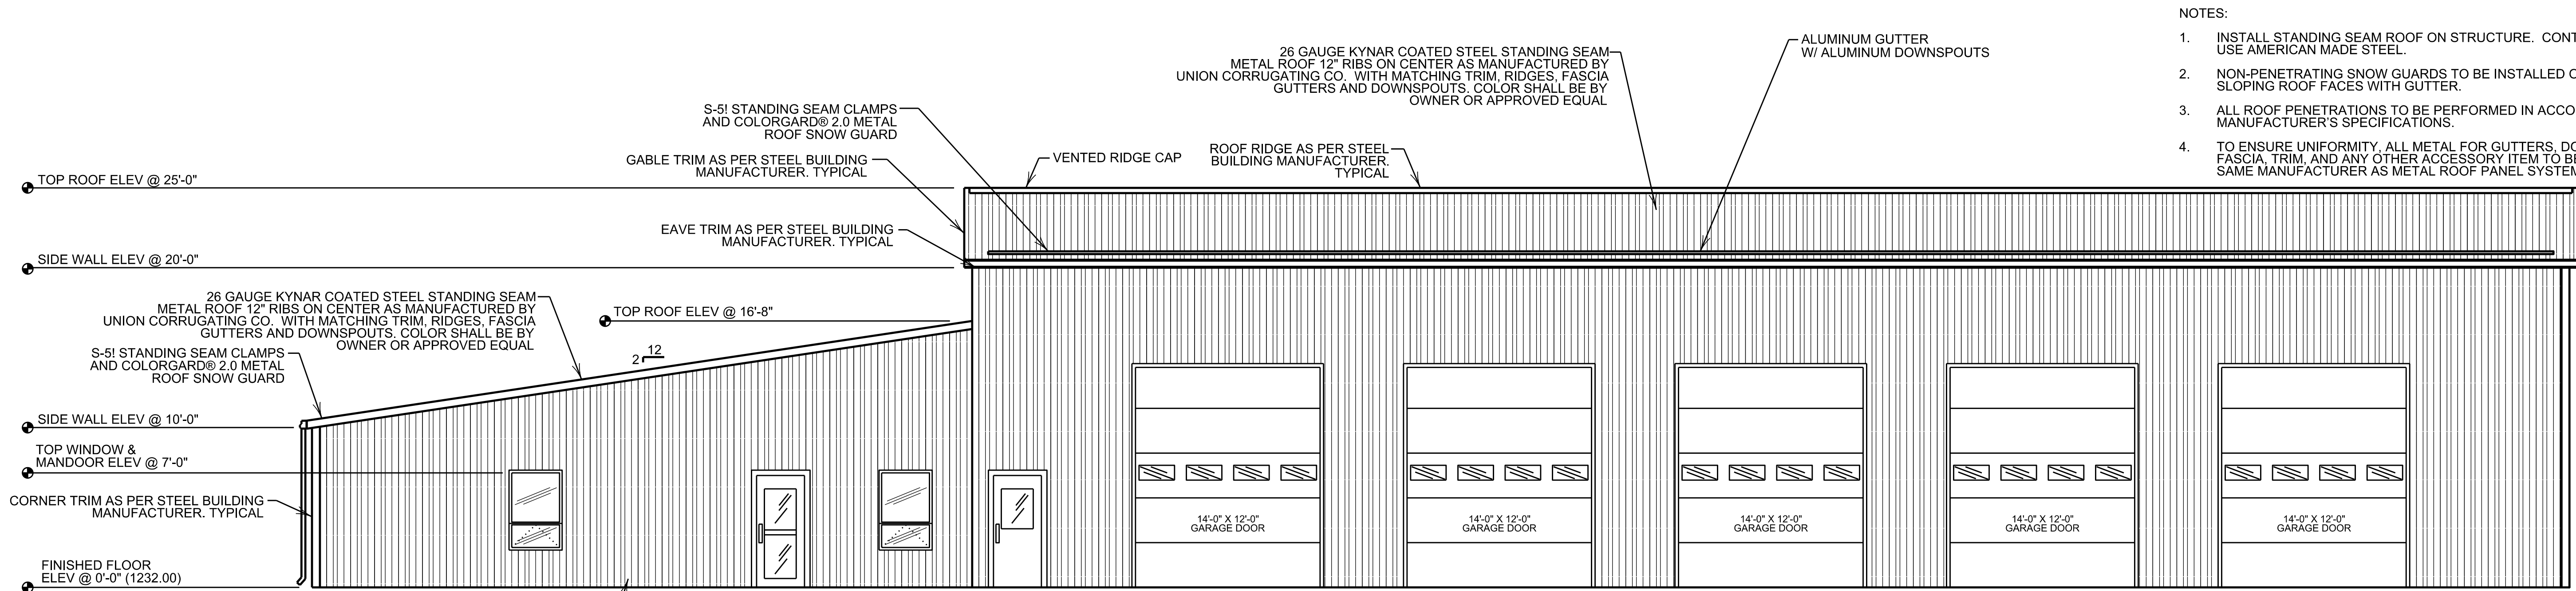 NOTES:
1. INSTALL STANDING SEAM ROOF ON STRUCTURE. CONT
USE AMERICAN MADE STEEL.
2. NON-PENETRATING SNOW GUARDS TO BE INSTALLED O
SLOPING ROOF FACES WITH GUTTER.
3. ALL ROOF PENETRATIONS TO BE PERFORMED IN ACCO
MANUFACTURER'S SPECIFICATIONS.
4. TO ENSURE UNIFORMITY, ALL METAL FOR GUTTERS, DO
FASCIA, TRIM, AND ANY OTHER ACCESSORY ITEM TO BE
SAME MANUFACTURER AS METAL ROOF PANEL SYSTEM
ALUMINUM GUTTER
W/ ALUMINUM DOWNSPOUTS
26 GAUGE KYNAR COATED STEEL STANDING SEAM
METAL ROOF 12" RIBS ON CENTER AS MANUFACTURED BY
UNION CORRUGATING CO. WITH MATCHING TRIM, RIDGES, FASCIA
GUTTERS AND DOWNSPOUTS. COLOR SHALL BE BY
OWNER OR APPROVED EQUAL
S-5! STANDING SEAM CLAMPS
AND COLORGARD® 2.0 METAL
ROOF SNOW GUARD
GABLE TRIM AS PER STEEL BUILDING
MANUFACTURER. TYPICAL
VENTED RIDGE CAP
ROOF RIDGE AS PER STEEL
BUILDING MANUFACTURER.
TYPICAL
TOP ROOF ELEV @ 25'-0"
EAVE TRIM AS PER STEEL BUILDING
MANUFACTURER. TYPICAL
SIDE WALL ELEV @ 20'-0"
26 GAUGE KYNAR COATED STEEL STANDING SEAM
METAL ROOF 12" RIBS ON CENTER AS MANUFACTURED BY
UNION CORRUGATING CO. WITH MATCHING TRIM, RIDGES, FASCIA
GUTTERS AND DOWNSPOUTS. COLOR SHALL BE BY
OWNER OR APPROVED EQUAL
TOP ROOF ELEV @ 16'-8"
12
2
S-5! STANDING SEAM CLAMPS
AND COLORGARD® 2.0 METAL
ROOF SNOW GUARD
SIDE WALL ELEV @ 10'-0"
TOP WINDOW &
MANDOOR ELEV @ 7'-0"
CORNER TRIM AS PER STEEL BUILDING
MANUFACTURER. TYPICAL
FINISHED FLOOR
ELEV @ 0'-0" (1232.00)
14'-0" X 12'-0"
GARAGE DOOR
14'-0" X 12'-0"
GARAGE DOOR
14'-0" X 12'-0"
GARAGE DOOR
14'-0" X 12'-0"
GARAGE DOOR
14'-0" X 12'-0"
GARAGE DOOR